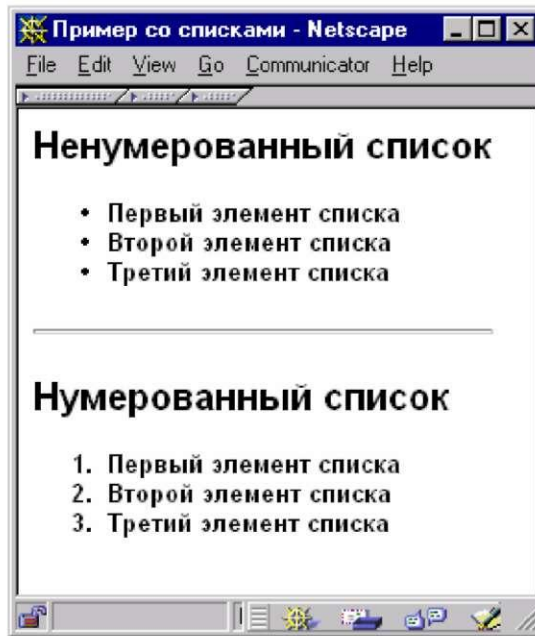 Пример со списками - Netscape
File Edit View Go Communicator Help
Ненумерованный список
• Первый элемент списка
• Второй элемент списка
• Третий элемент списка
Нумерованный список
1. Первый элемент списка
2. Второй элемент списка
3. Третий элемент списка